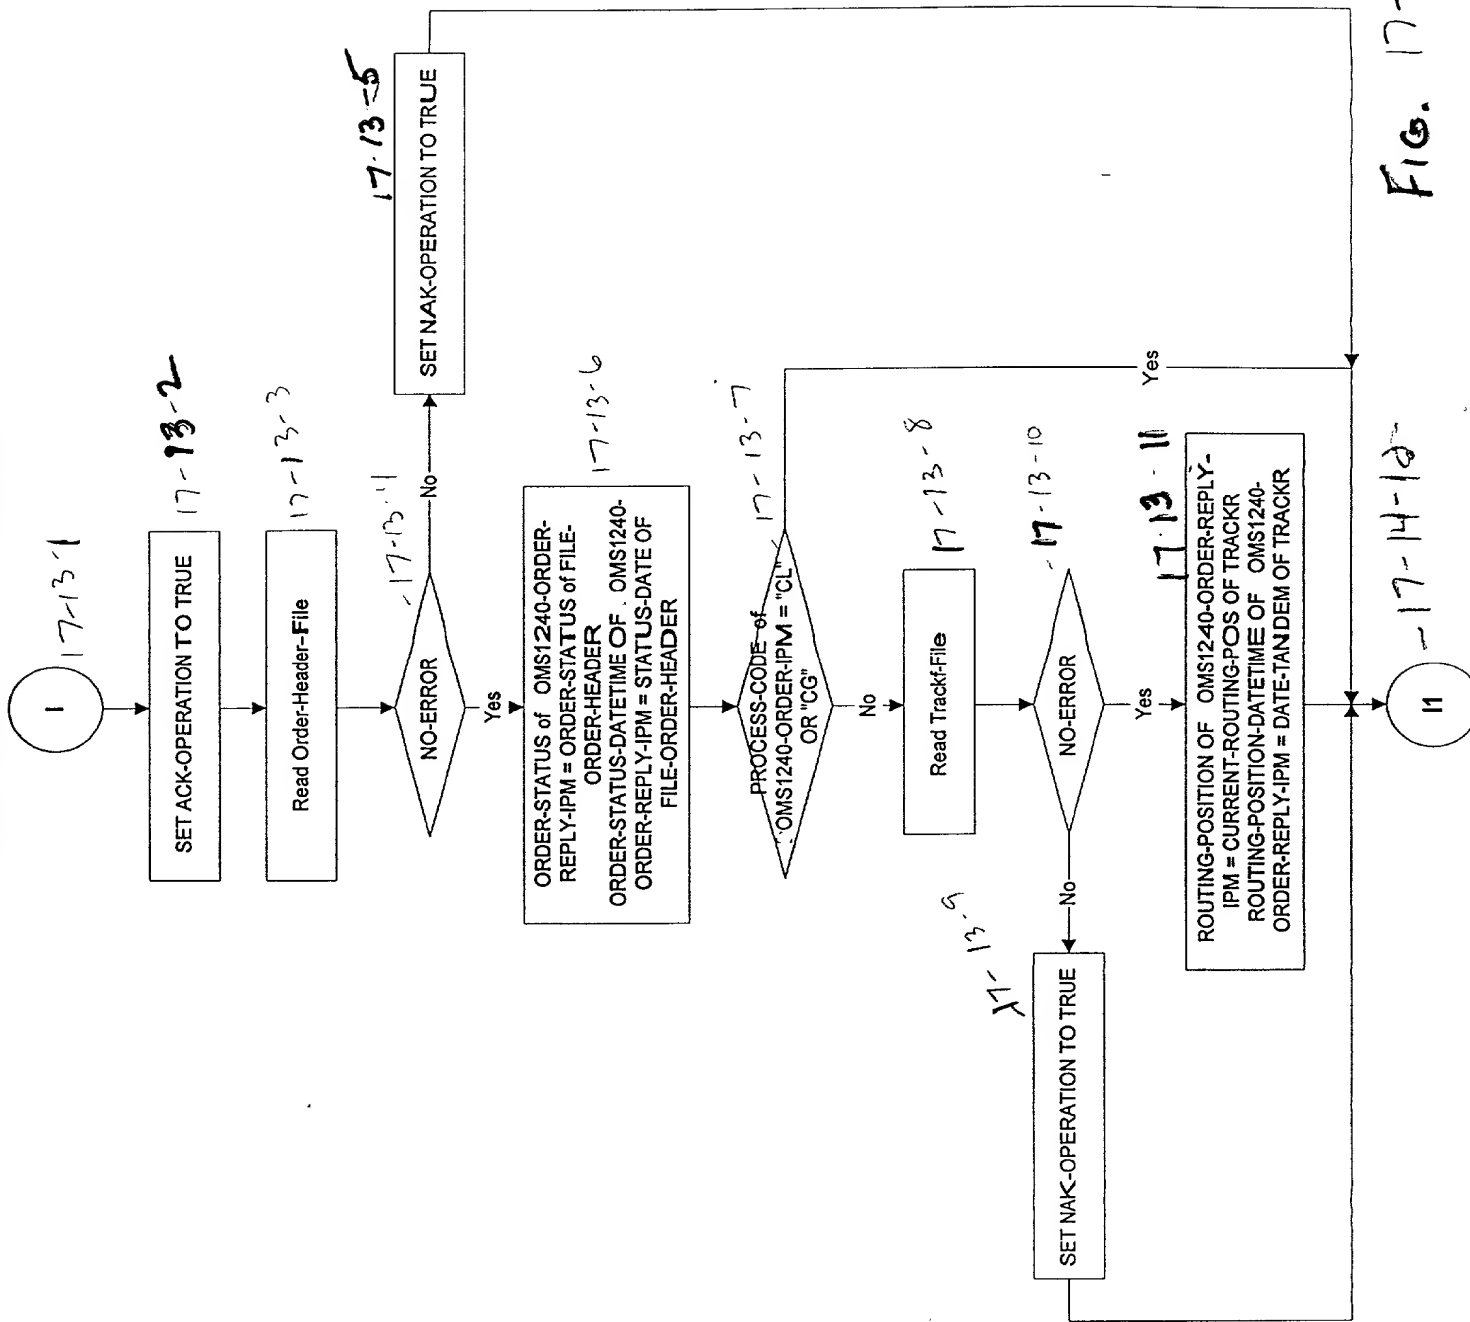 I
17-13-1
SET ACK-OPERATION TO TRUE
17-13-2
Read Order-Header-File
17-13-3
NO-ERROR
17-13-4
No
SET NAK-OPERATION TO TRUE
17-13-5
Yes
ORDER-STATUS of OMS1240-ORDER-
REPLY-IPM = ORDER-STATUS of FILE-
ORDER-HEADER
ORDER-STATUS-DATETIME OF OMS1240-
ORDER-REPLY-IPM = STATUS-DATE OF
FILE-ORDER-HEADER
17-13-6
PROCESS-CODE of
OMS1240-ORDER-IPM = "CL"
OR "CG"
17-13-7
Yes
No
Read Trackf-File
17-13-8
NO-ERROR
17-13-10
No
SET NAK-OPERATION TO TRUE
17-13-9
Yes
ROUTING-POSITION OF OMS1240-ORDER-REPLY-
IPM = CURRENT-ROUTING-POS OF TRACKR
ROUTING-POSITION-DATETIME OF OMS1240-
ORDER-REPLY-IPM = DATE-TANDEM OF TRACKR
17-13-11
I1
FIG. 17-